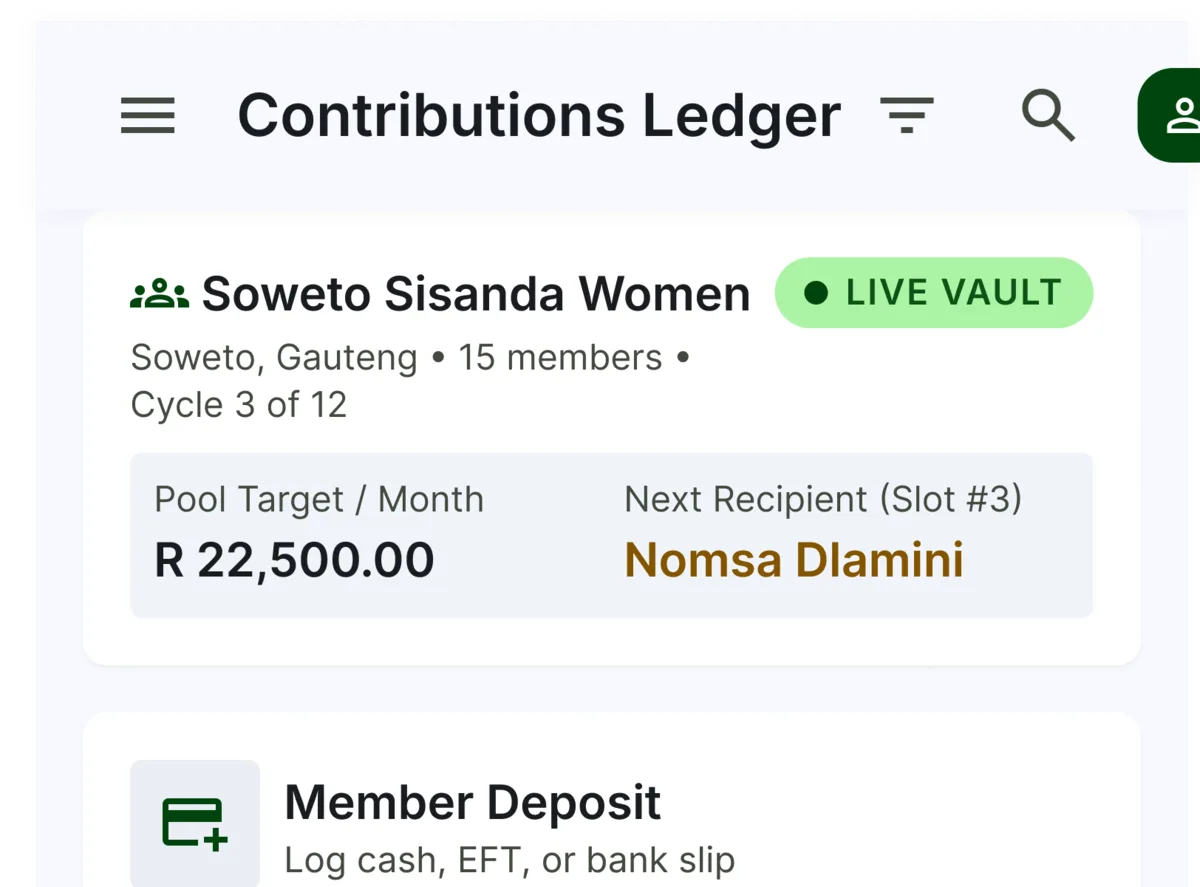 Contributions Ledger
Soweto Sisanda Women
● LIVE VAULT
Soweto, Gauteng • 15 members •
Cycle 3 of 12
Pool Target / Month
R 22,500.00
Next Recipient (Slot #3)
Nomsa Dlamini
Member Deposit
Log cash, EFT, or bank slip